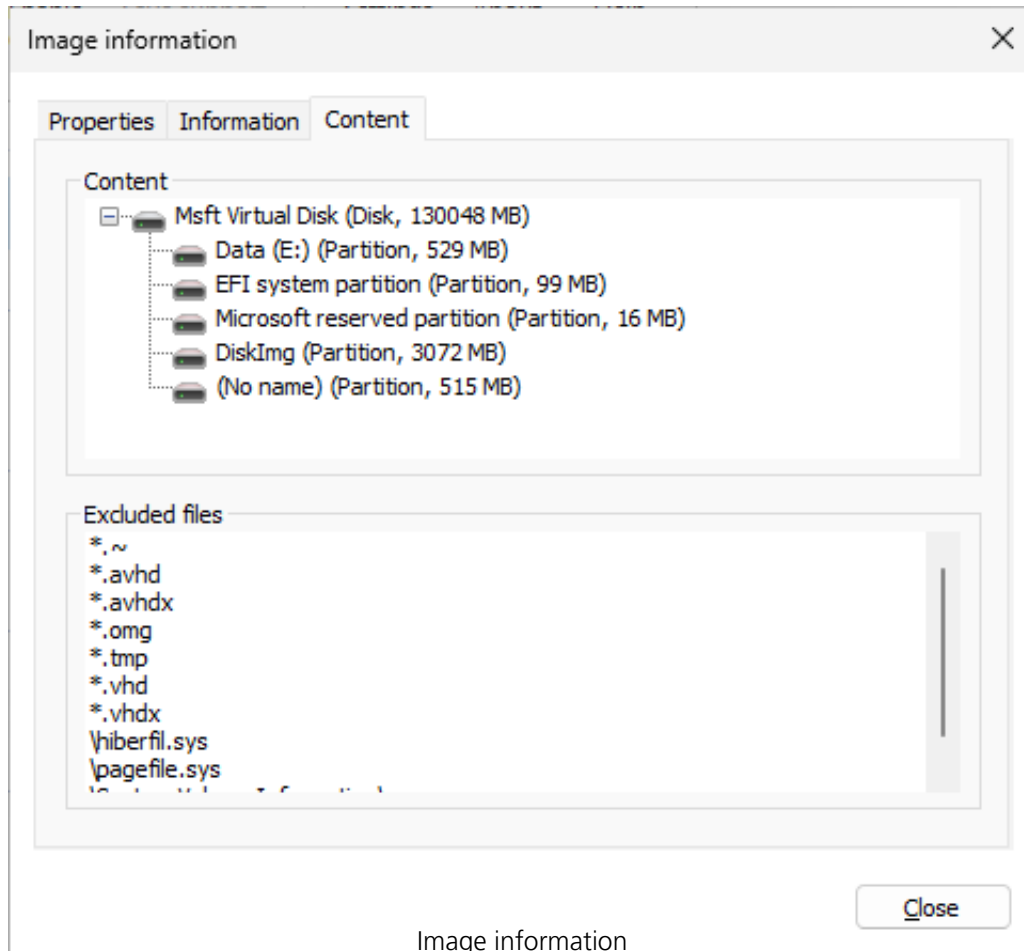 Image information
Properties Information Content
Content
Msft Virtual Disk (Disk, 130048 MB)
Data (E:) (Partition, 529 MB)
EFI system partition (Partition, 99 MB)
Microsoft reserved partition (Partition, 16 MB)
DiskImg (Partition, 3072 MB)
(No name) (Partition, 515 MB)
Excluded files
*.~
*.avhd
*.avhdx
*.omg
*.tmp
*.vhd
*.vhdx
\hiberfil.sys
\pagefile.sys
Close
Image information